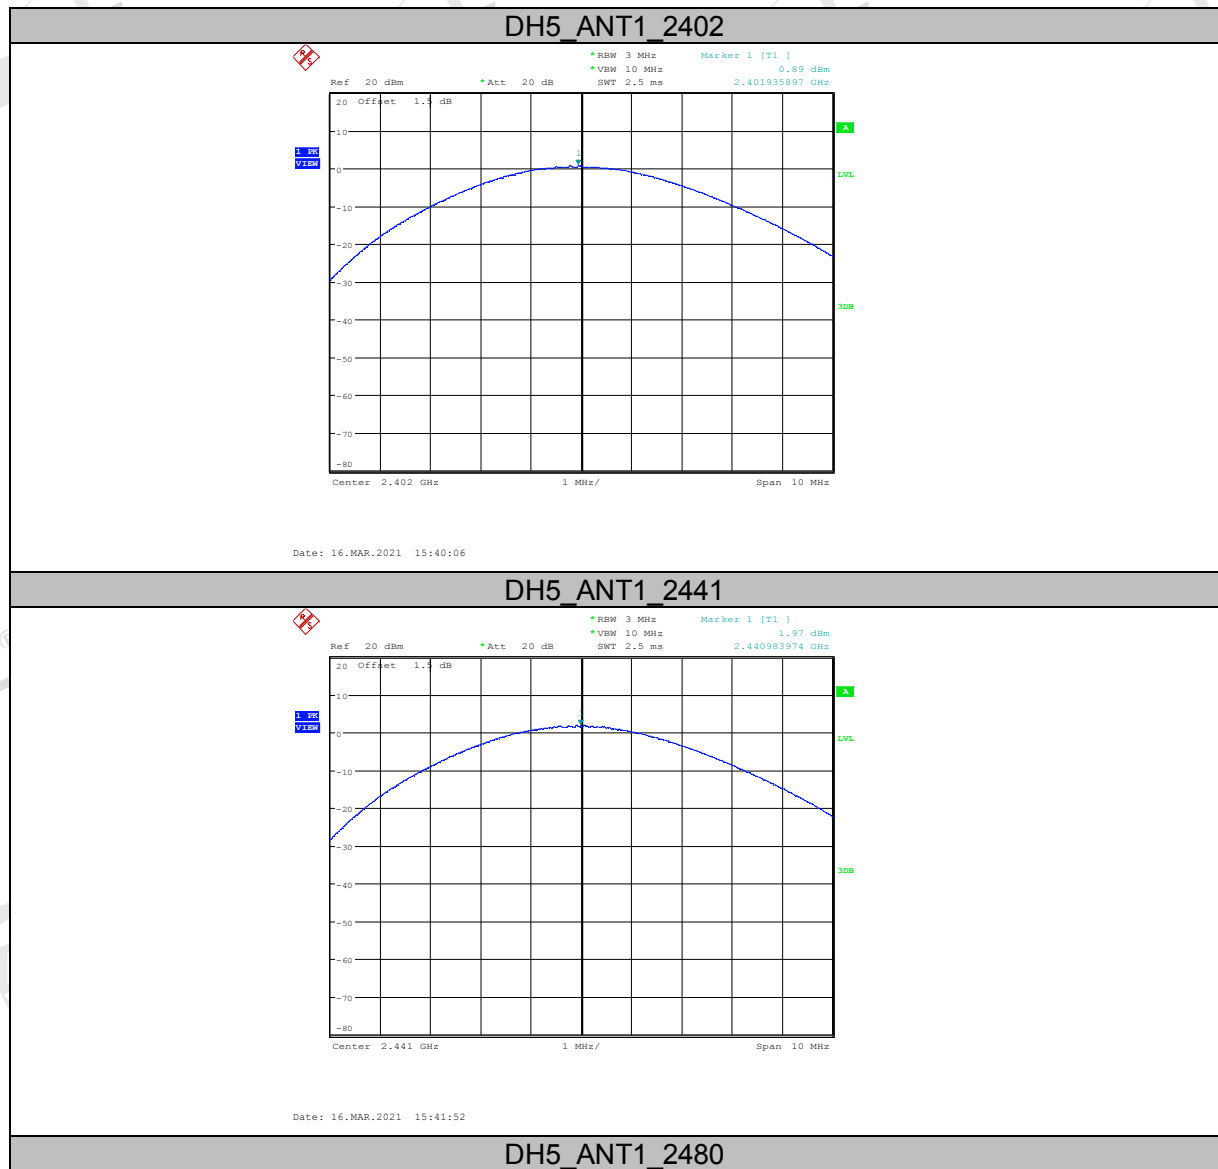 DH5_ANT1_2402
R S
*RBW 3 MHz Marker 1 [T1 ]
*VBW 10 MHz 0.89 dBm
Ref 20 dBm *Att 20 dB SWT 2.5 ms 2.401935897 GHz
20 Offset 1.5 dB
A
10
1
1 PK
VIEW
0
LVL
-10
-20
-30
3DB
-40
-50
-60
-70
-80
Center 2.402 GHz 1 MHz/ Span 10 MHz
Date: 16.MAR.2021 15:40:06
DH5_ANT1_2441
R S
*RBW 3 MHz Marker 1 [T1 ]
*VBW 10 MHz 1.97 dBm
Ref 20 dBm *Att 20 dB SWT 2.5 ms 2.440983974 GHz
20 Offset 1.5 dB
A
10
1
1 PK
VIEW
0
LVL
-10
-20
-30
3DB
-40
-50
-60
-70
-80
Center 2.441 GHz 1 MHz/ Span 10 MHz
Date: 16.MAR.2021 15:41:52
DH5_ANT1_2480